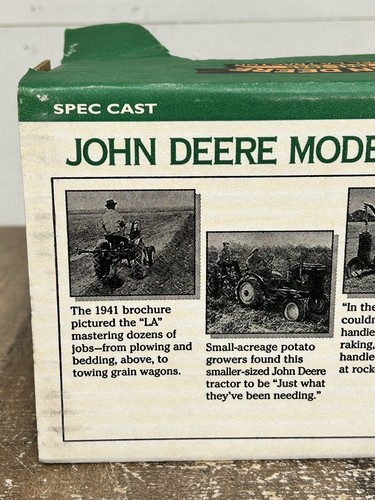 DEERE
SPEC CAST
JOHN DEERE MODE
The 1941 brochure
pictured the "LA"
mastering dozens of
jobs—from plowing and
bedding, above, to
towing grain wagons.
Small-acreage potato
growers found this
smaller-sized John Deere
tractor to be "Just what
they've been needing."
"In the
couldn
handle
raking,
handle
at rock